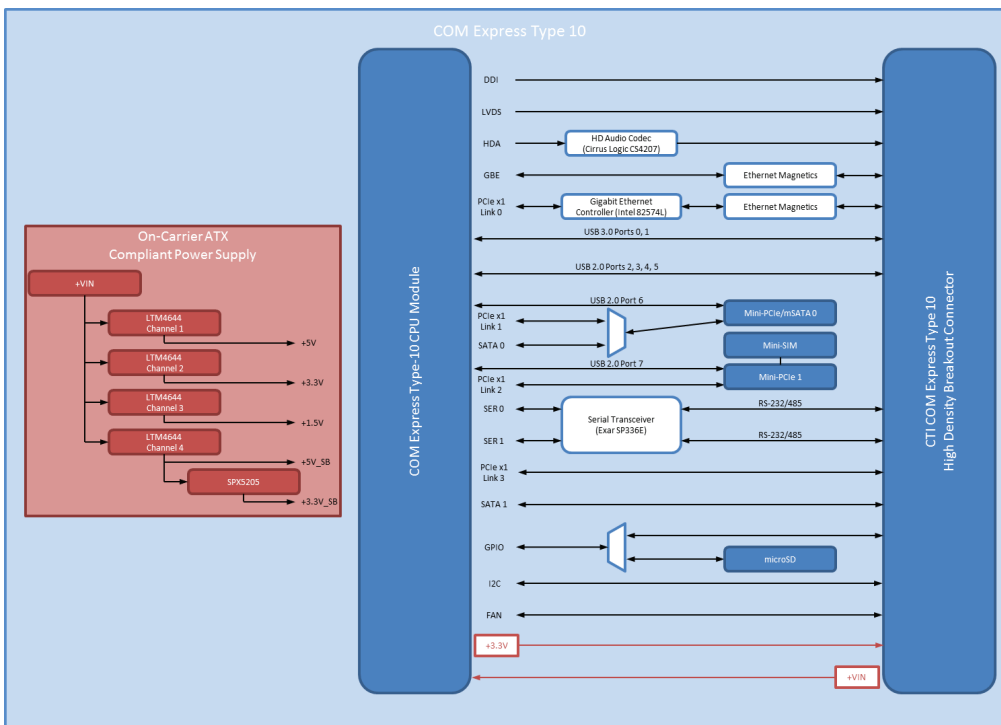 COM Express Type 10
On-Carrier ATX
Compliant Power Supply
+VIN
LTM4644
Channel 1
+5V
LTM4644
Channel 2
+3.3V
LTM4644
Channel 3
+1.5V
LTM4644
Channel 4
+5V_SB
SPX5205
+3.3V_SB
COM Express Type-10 CPU Module
DDI
LVDS
HDA
HD Audio Codec
(Cirrus Logic CS4207)
GBE
Ethernet Magnetics
PCIe x1
Link 0
Gigabit Ethernet
Controller (Intel 82574L)
Ethernet Magnetics
USB 3.0 Ports 0, 1
USB 2.0 Ports 2, 3, 4, 5
USB 2.0 Port 6
PCIe x1
Link 1
Mini-PCIe/mSATA 0
SATA 0
Mini-SIM
USB 2.0 Port 7
PCIe x1
Link 2
Mini-PCIe 1
SER 0
Serial Transceiver
(Exar SP336E)
RS-232/485
SER 1
RS-232/485
PCIe x1
Link 3
SATA 1
GPIO
microSD
I2C
FAN
+3.3V
+VIN
CTI COM Express Type 10
High Density Breakout Connector